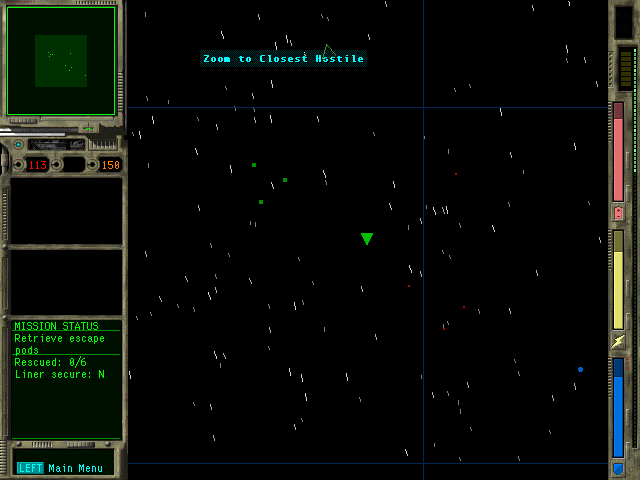 Zoom to Closest Hostile
113
150
MISSION STATUS
Retrieve escape
pods
Rescued: 0/6
Liner secure: N
LEFT Main Menu